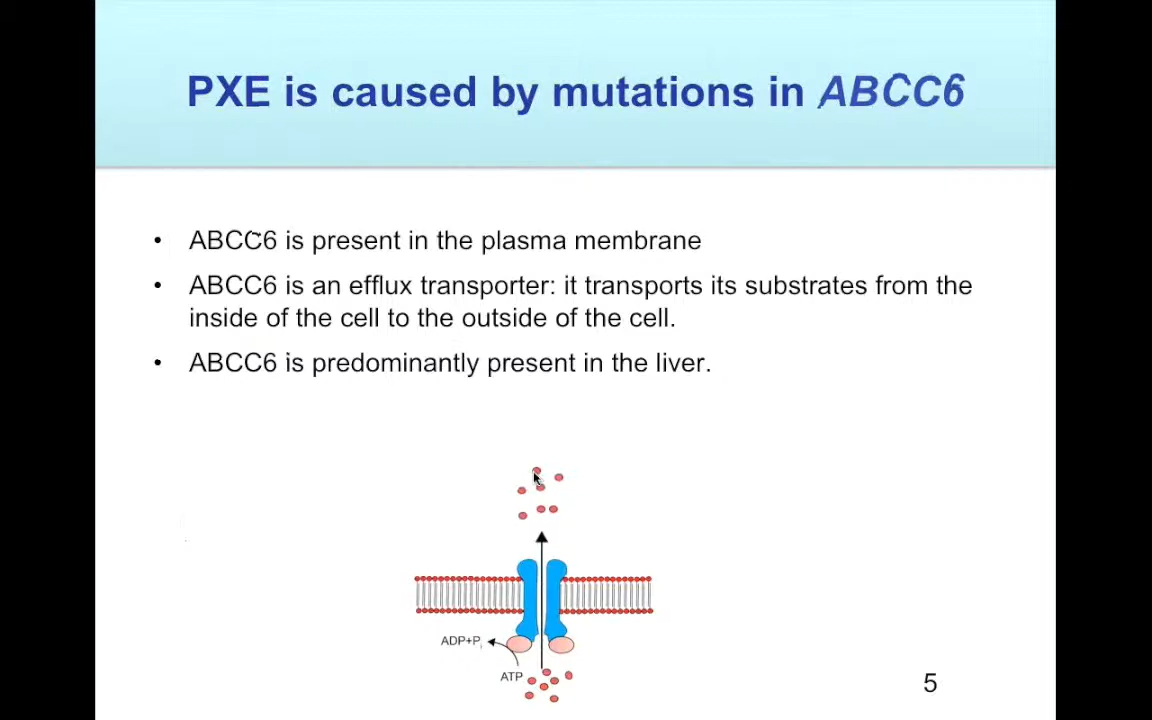 PXE is caused by mutations in ABCC6
• ABCC6 is present in the plasma membrane
• ABCC6 is an efflux transporter: it transports its substrates from the
inside of the cell to the outside of the cell.
• ABCC6 is predominantly present in the liver.
ADP+Pi
ATP
5